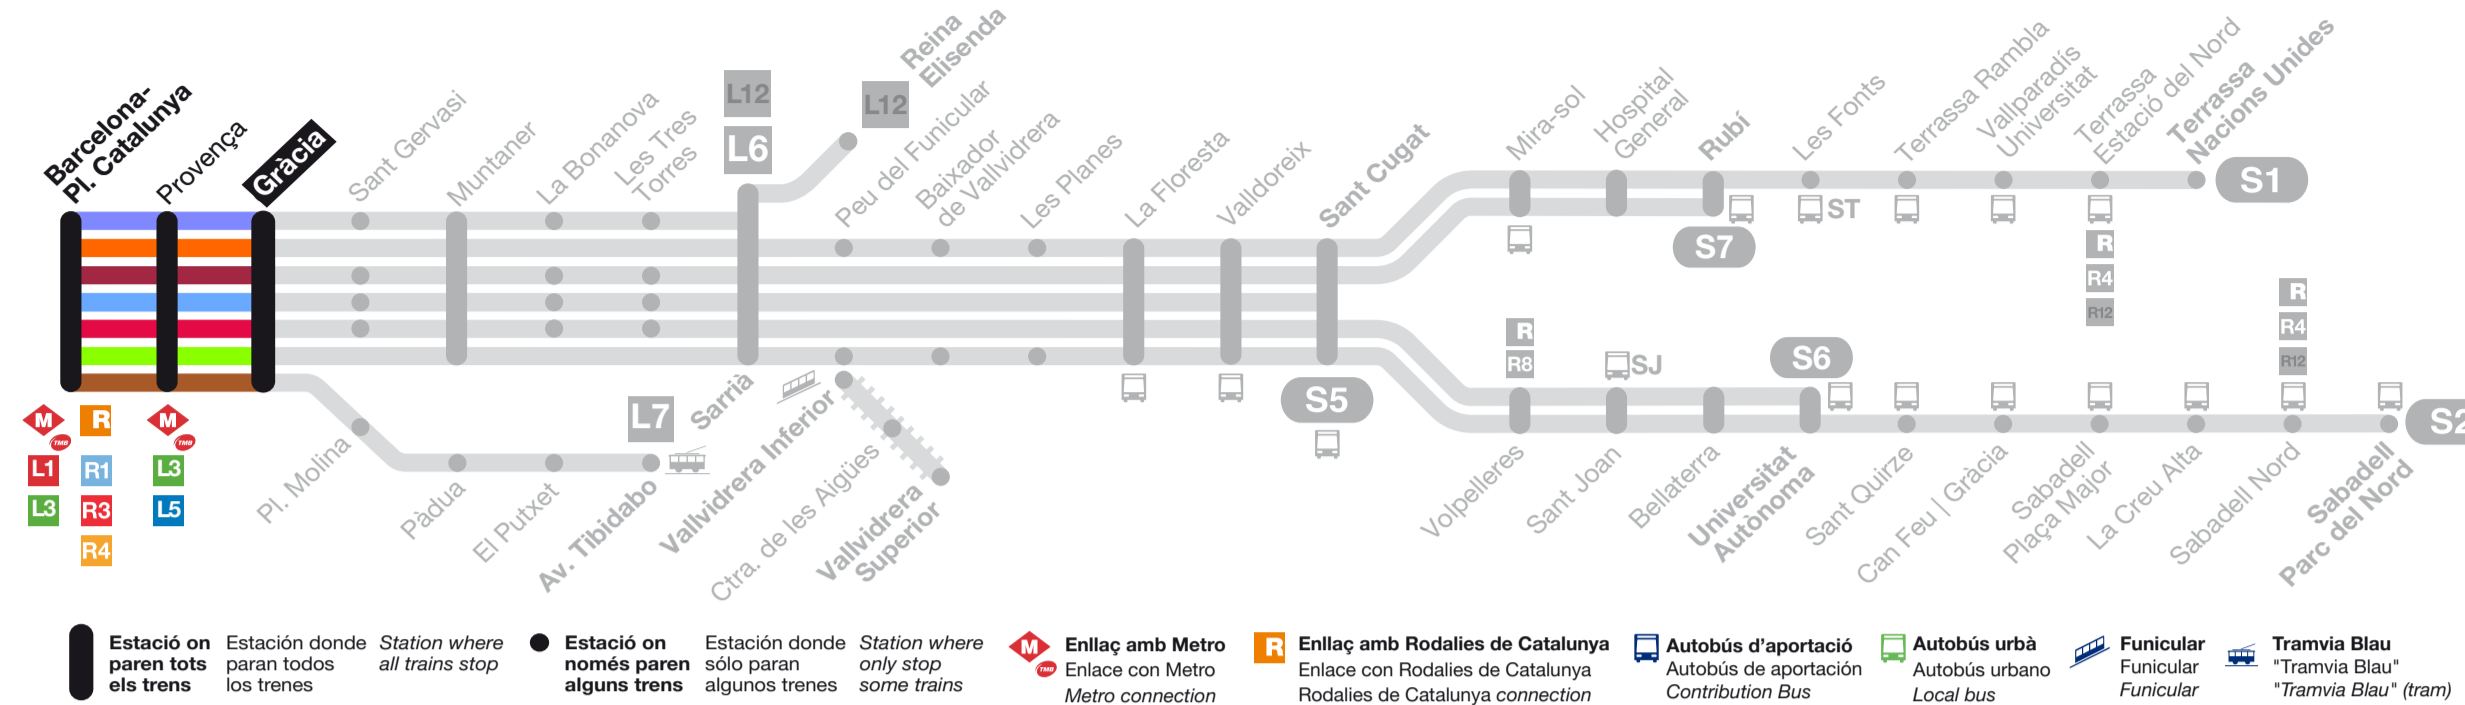 Barcelona-
Pl. Catalunya
Provença
Gràcia
Sant Gervasi
Muntaner
La Bonanova
Les Tres
Torres
L12
L6
Reina
Elisenda
L12
Peu del Funicular
Baixador
de Vallvidrera
Les Planes
La Floresta
Valldoreix
Sant Cugat
Mira-sol
Hospital
General
Rubí
Les Fonts
Terrassa Rambla
Vallparadís
Universitat
Terrassa
Estació del Nord
Terrassa
Nacions Unides
S1
ST
S7
R
R4
R12
R
R4
R12
R
R8
SJ
S6
S5
S2
M
TMB
L1
L3
R
R1
R3
R4
M
TMB
L3
L5
Pl. Molina
Pàdua
El Putxet
Av. Tibidabo
L7
Sarrià
Vallvidrera Inferior
Ctra. de les Aigües
Vallvidrera
Superior
Volpelleres
Sant Joan
Bellaterra
Universitat
Autònoma
Sant Quirze
Can Feu | Gràcia
Sabadell
Plaça Major
La Creu Alta
Sabadell Nord
Sabadell
Parc del Nord
Estació on
paren tots
els trens
Estación donde
paran todos
los trenes
Station where
all trains stop
Estació on
només paren
alguns trens
Estación donde
sólo paran
algunos trenes
Station where
only stop
some trains
M
TMB
Enllaç amb Metro
Enlace con Metro
Metro connection
R
Enllaç amb Rodalies de Catalunya
Enlace con Rodalies de Catalunya
Rodalies de Catalunya connection
Autobús d'aportació
Autobús de aportación
Contribution Bus
Autobús urbà
Autobús urbano
Local bus
Funicular
Funicular
Funicular
Tramvia Blau
"Tramvia Blau"
"Tramvia Blau" (tram)